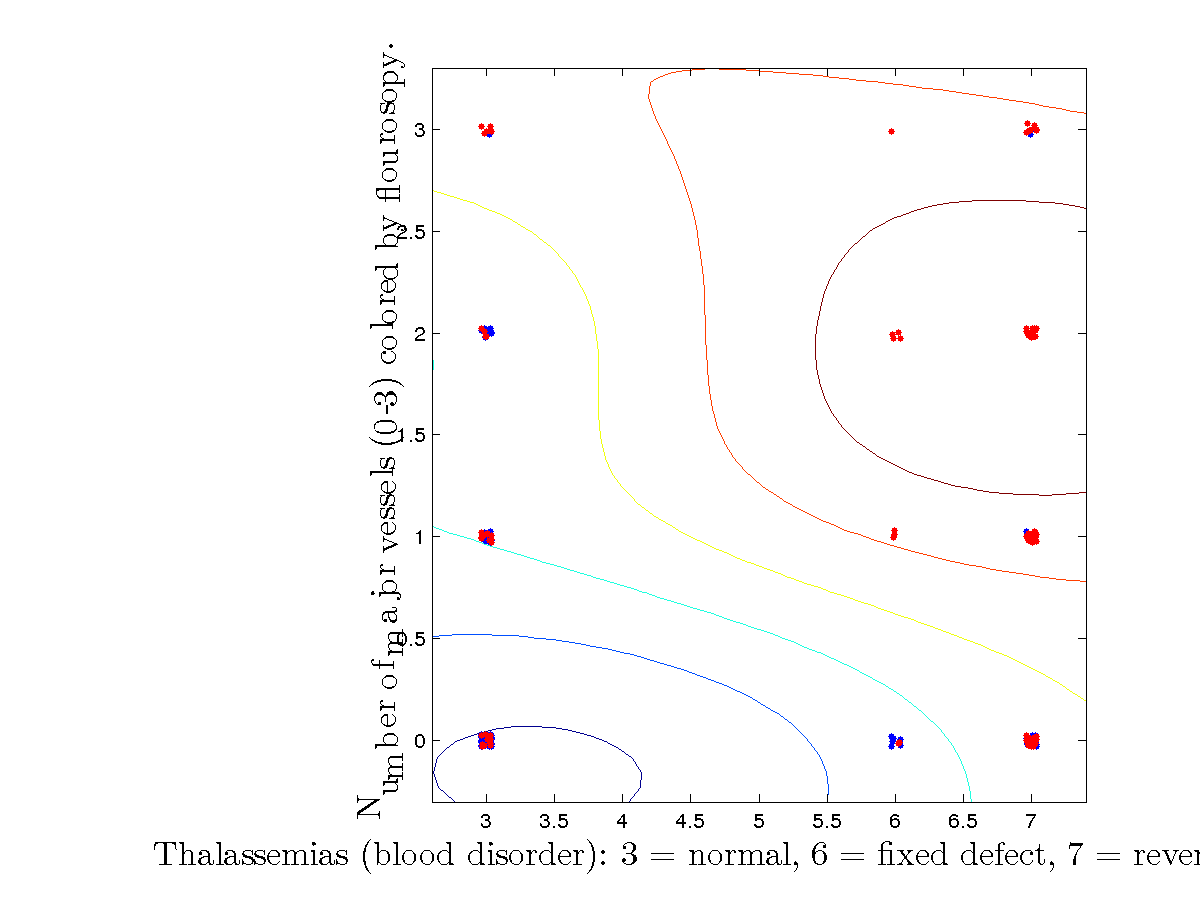 Number of major vessels (0-3) colored by flourosopy.
3
2.5
2
1.5
1
0.5
0
3 3.5 4 4.5 5 5.5 6 6.5 7
Thalassemias (blood disorder): 3 = normal, 6 = fixed defect, 7 = rever